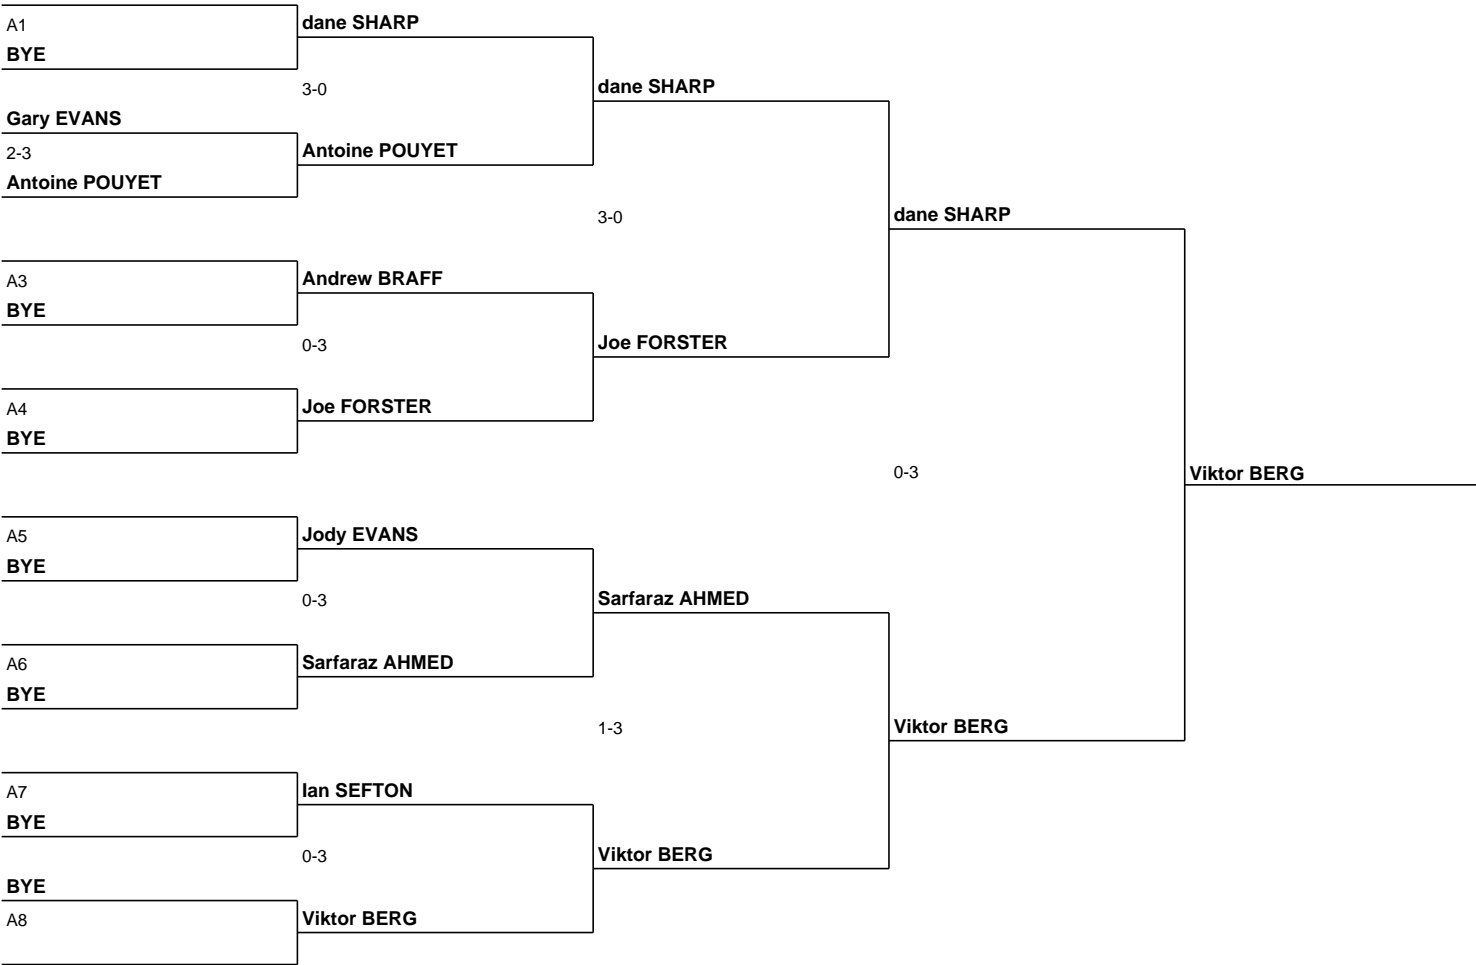 A1
BYE
dane SHARP
3-0
dane SHARP
Gary EVANS
2-3
Antoine POUYET
Antoine POUYET
3-0
dane SHARP
A3
BYE
Andrew BRAFF
0-3
Joe FORSTER
A4
BYE
Joe FORSTER
0-3
Viktor BERG
A5
BYE
Jody EVANS
0-3
Sarfaraz AHMED
A6
BYE
Sarfaraz AHMED
1-3
Viktor BERG
A7
BYE
Ian SEFTON
0-3
Viktor BERG
BYE
A8
Viktor BERG